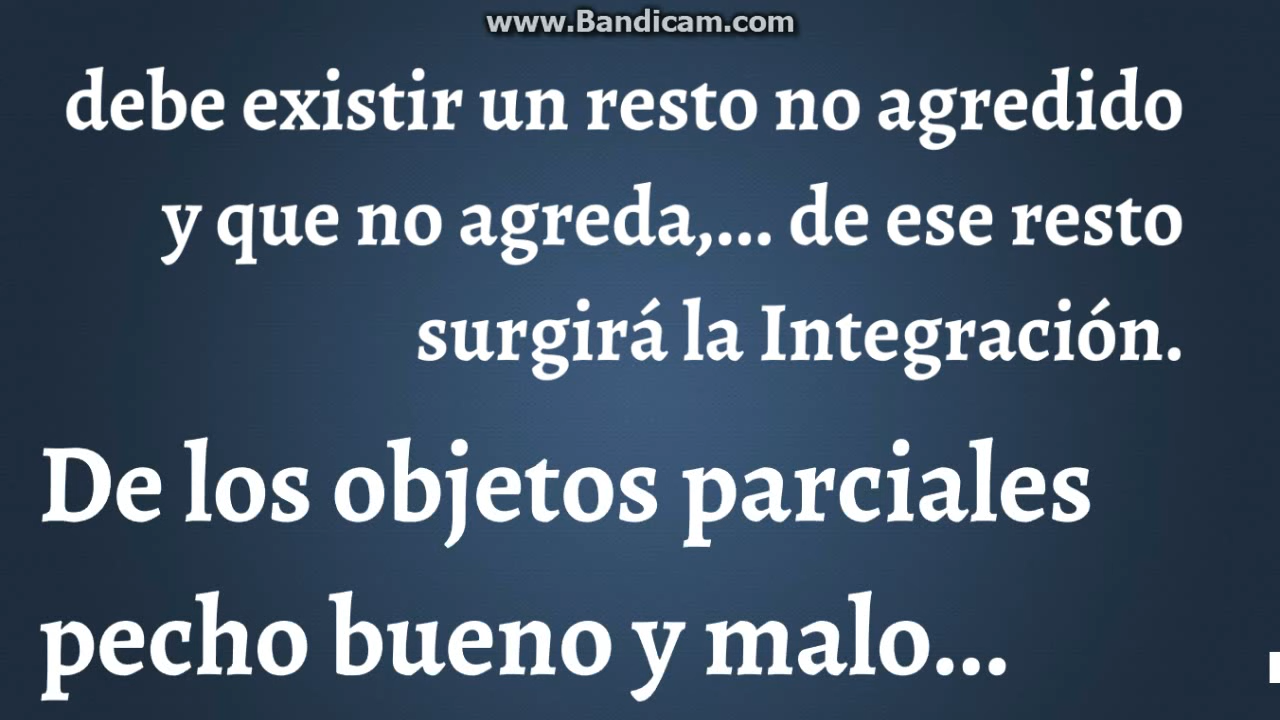 www.Bandicam.com
debe existir un resto no agredido
y que no agreda,... de ese resto
surgirá la Integración.
De los objetos parciales
pecho bueno y malo...